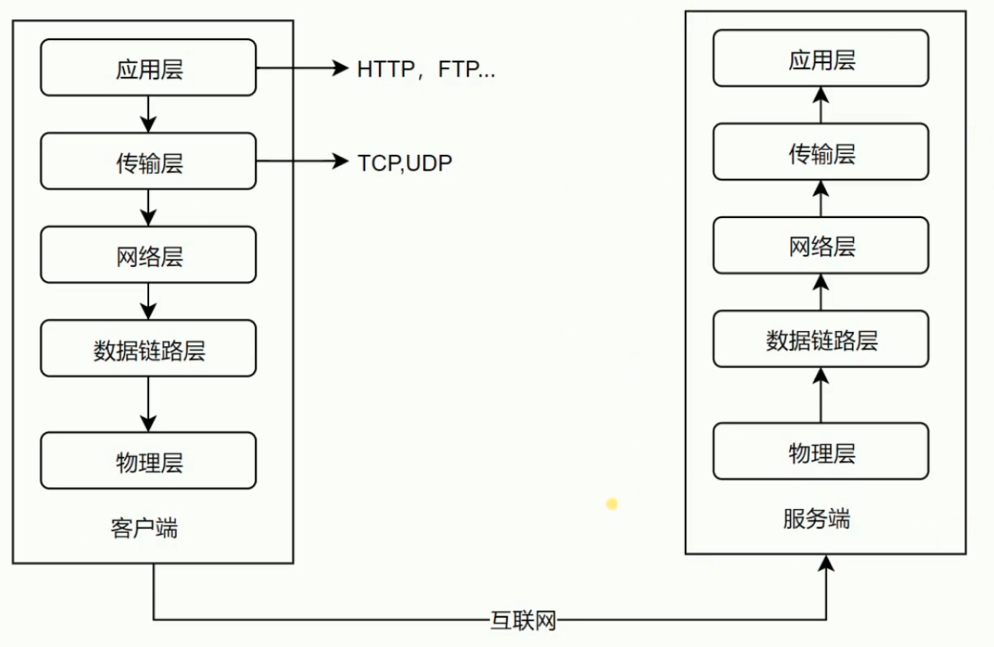 应用层
HTTP，FTP...
传输层
TCP,UDP
网络层
数据链路层
物理层
客户端
应用层
传输层
网络层
数据链路层
物理层
服务端
互联网